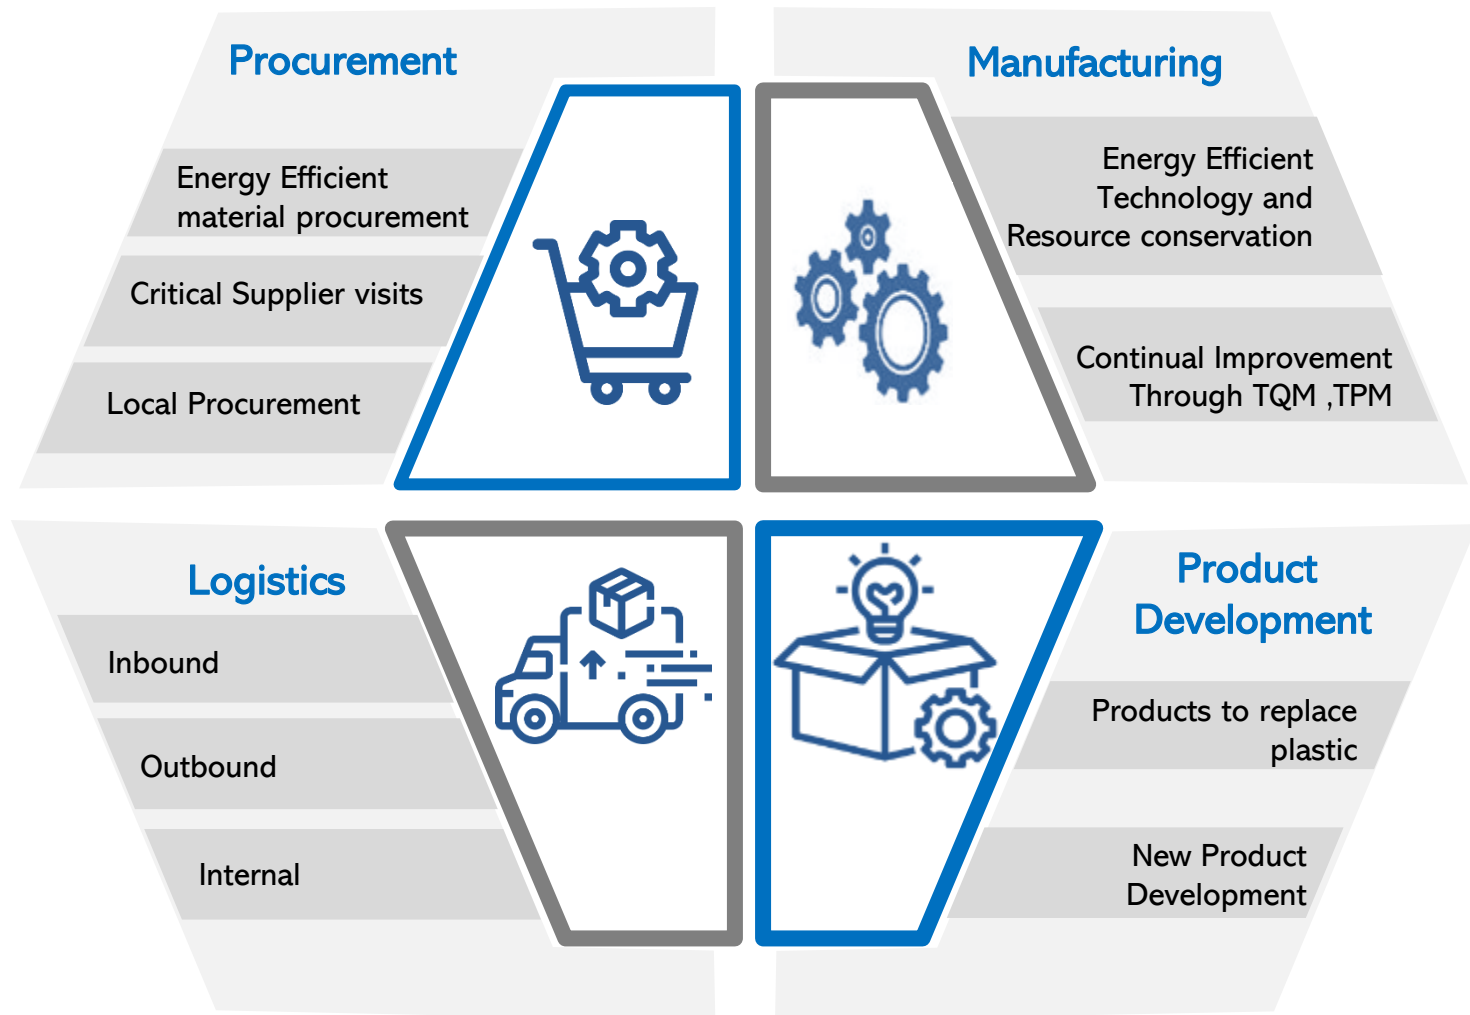 Procurement
Energy Efficient
material procurement
Critical Supplier visits
Local Procurement
Manufacturing
Energy Efficient
Technology and
Resource conservation
Continual Improvement
Through TQM ,TPM
Logistics
Inbound
Outbound
Internal
Product
Development
Products to replace
plastic
New Product
Development